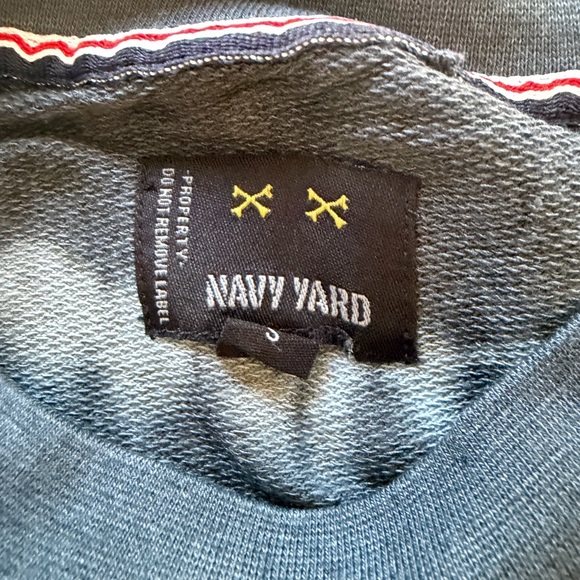 -PROPERTY-
DO NOT REMOVE LABEL
NAVY YARD